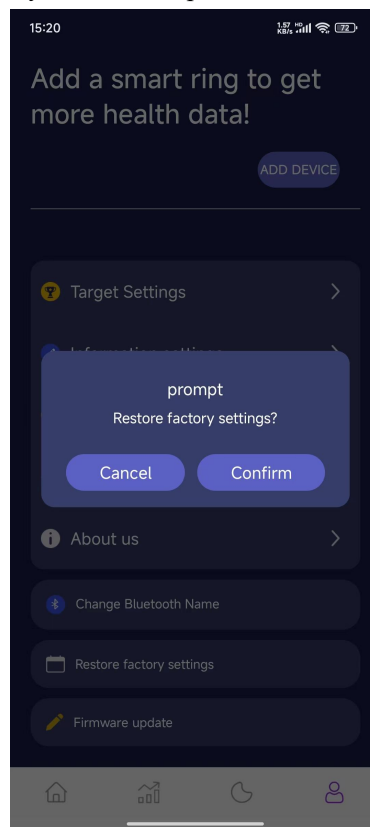 15:20
1.57 KB/s HD 72
Add a smart ring to get
more health data!
ADD DEVICE
Target Settings
prompt
Restore factory settings?
Cancel
Confirm
About us
Change Bluetooth Name
Restore factory settings
Firmware update